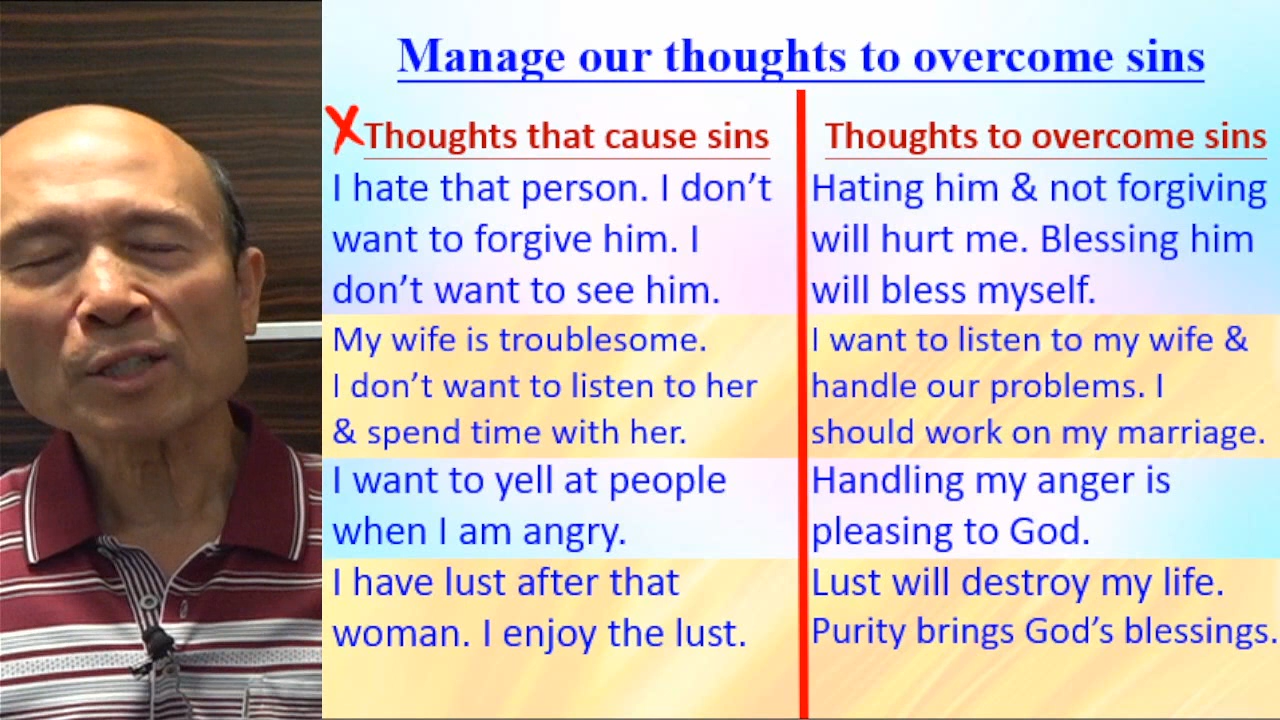 Manage our thoughts to overcome sins
X Thoughts that cause sins
I hate that person. I don’t
want to forgive him. I
don’t want to see him.
My wife is troublesome.
I don’t want to listen to her
& spend time with her.
I want to yell at people
when I am angry.
I have lust after that
woman. I enjoy the lust.
Thoughts to overcome sins
Hating him & not forgiving
will hurt me. Blessing him
will bless myself.
I want to listen to my wife &
handle our problems. I
should work on my marriage.
Handling my anger is
pleasing to God.
Lust will destroy my life.
Purity brings God’s blessings.